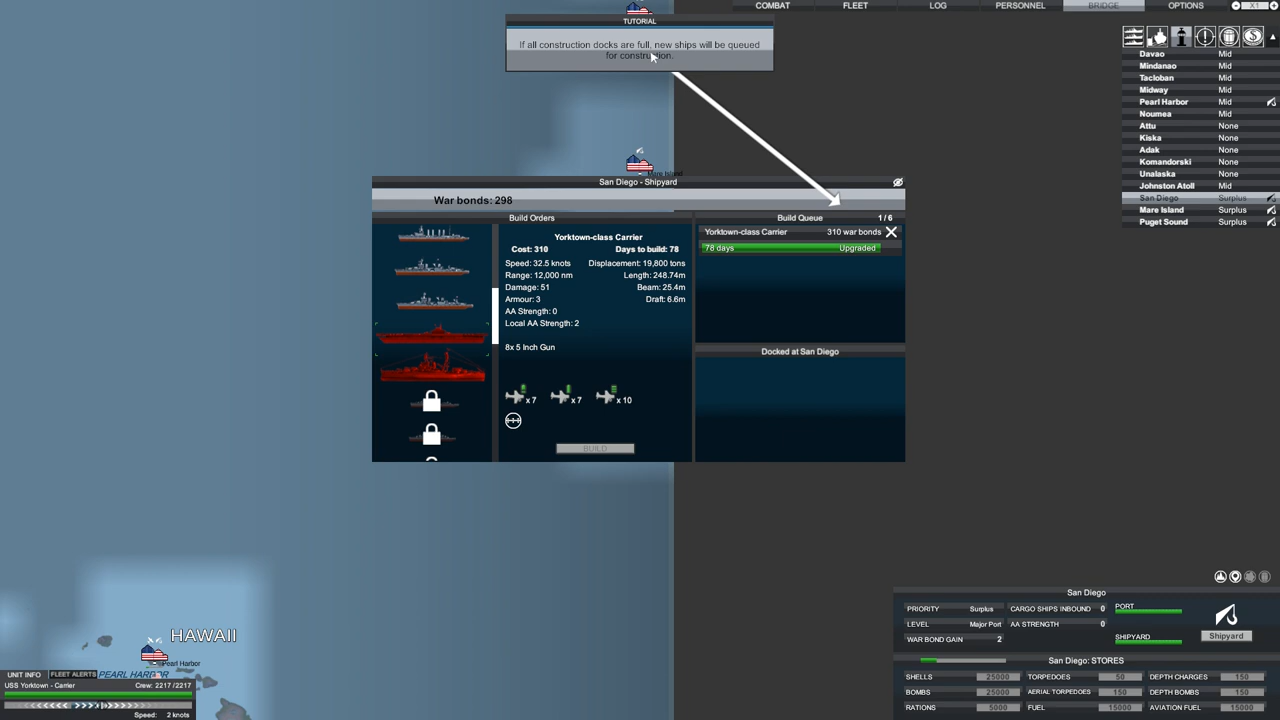 COMBAT FLEET LOG PERSONNEL BRIDGE OPTIONS X1
TUTORIAL
If all construction docks are full, new ships will be queued
for construction.
Davao Mid
Mindanao Mid
Tacloban Mid
Midway Mid
Pearl Harbor Mid
Noumea Mid
Attu None
Kiska None
Adak None
Komandorski None
Unalaska None
Johnston Atoll Mid
San Diego Surplus
Mare Island Surplus
Puget Sound Surplus
Mare Island
San Diego - Shipyard
War bonds: 298
Build Orders
Yorktown-class Carrier
Cost: 310 Days to build: 78
Speed: 32.5 knots Displacement: 19,800 tons
Range: 12,000 nm Length: 248.74m
Damage: 51 Beam: 25.4m
Armour: 3 Draft: 6.6m
AA Strength: 0
Local AA Strength: 2
8x 5 Inch Gun
x7 x7 x10
BUILD
Build Queue 1/6
Yorktown-class Carrier 310 war bonds
78 days Upgraded
Docked at San Diego
HAWAII
Pearl Harbor
PEARL HARBOR
UNIT INFO FLEET ALERTS
USS Yorktown - Carrier Crew: 2217 /2217
Speed: 2 knots
San Diego
PRIORITY Surplus CARGO SHIPS INBOUND 0 PORT
LEVEL Major Port AA STRENGTH 0
WAR BOND GAIN 2 SHIPYARD Shipyard
San Diego: STORES
SHELLS 25000 TORPEDOES 50 DEPTH CHARGES 150
BOMBS 25000 AERIAL TORPEDOES 150 DEPTH BOMBS 150
RATIONS 5000 FUEL 15000 AVIATION FUEL 15000